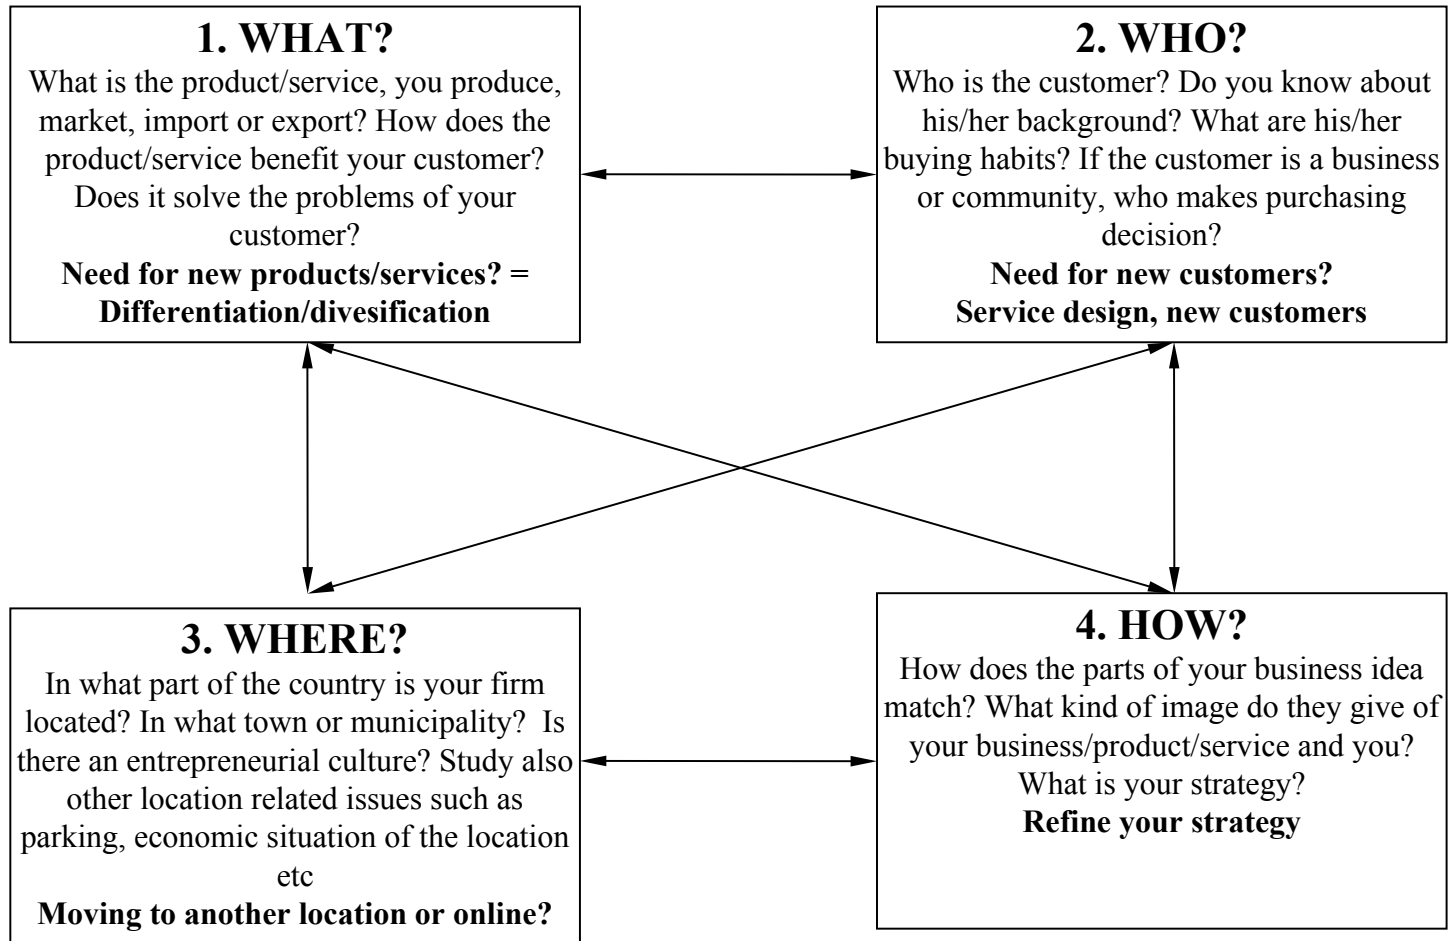 1. WHAT?
What is the product/service, you produce,
market, import or export? How does the
product/service benefit your customer?
Does it solve the problems of your
customer?
Need for new products/services? =
Differentiation/divesification
2. WHO?
Who is the customer? Do you know about
his/her background? What are his/her
buying habits? If the customer is a business
or community, who makes purchasing
decision?
Need for new customers?
Service design, new customers
3. WHERE?
In what part of the country is your firm
located? In what town or municipality?  Is
there an entrepreneurial culture? Study also
other location related issues such as
parking, economic situation of the location
etc
Moving to another location or online?
4. HOW?
How does the parts of your business idea
match? What kind of image do they give of
your business/product/service and you?
What is your strategy?
Refine your strategy